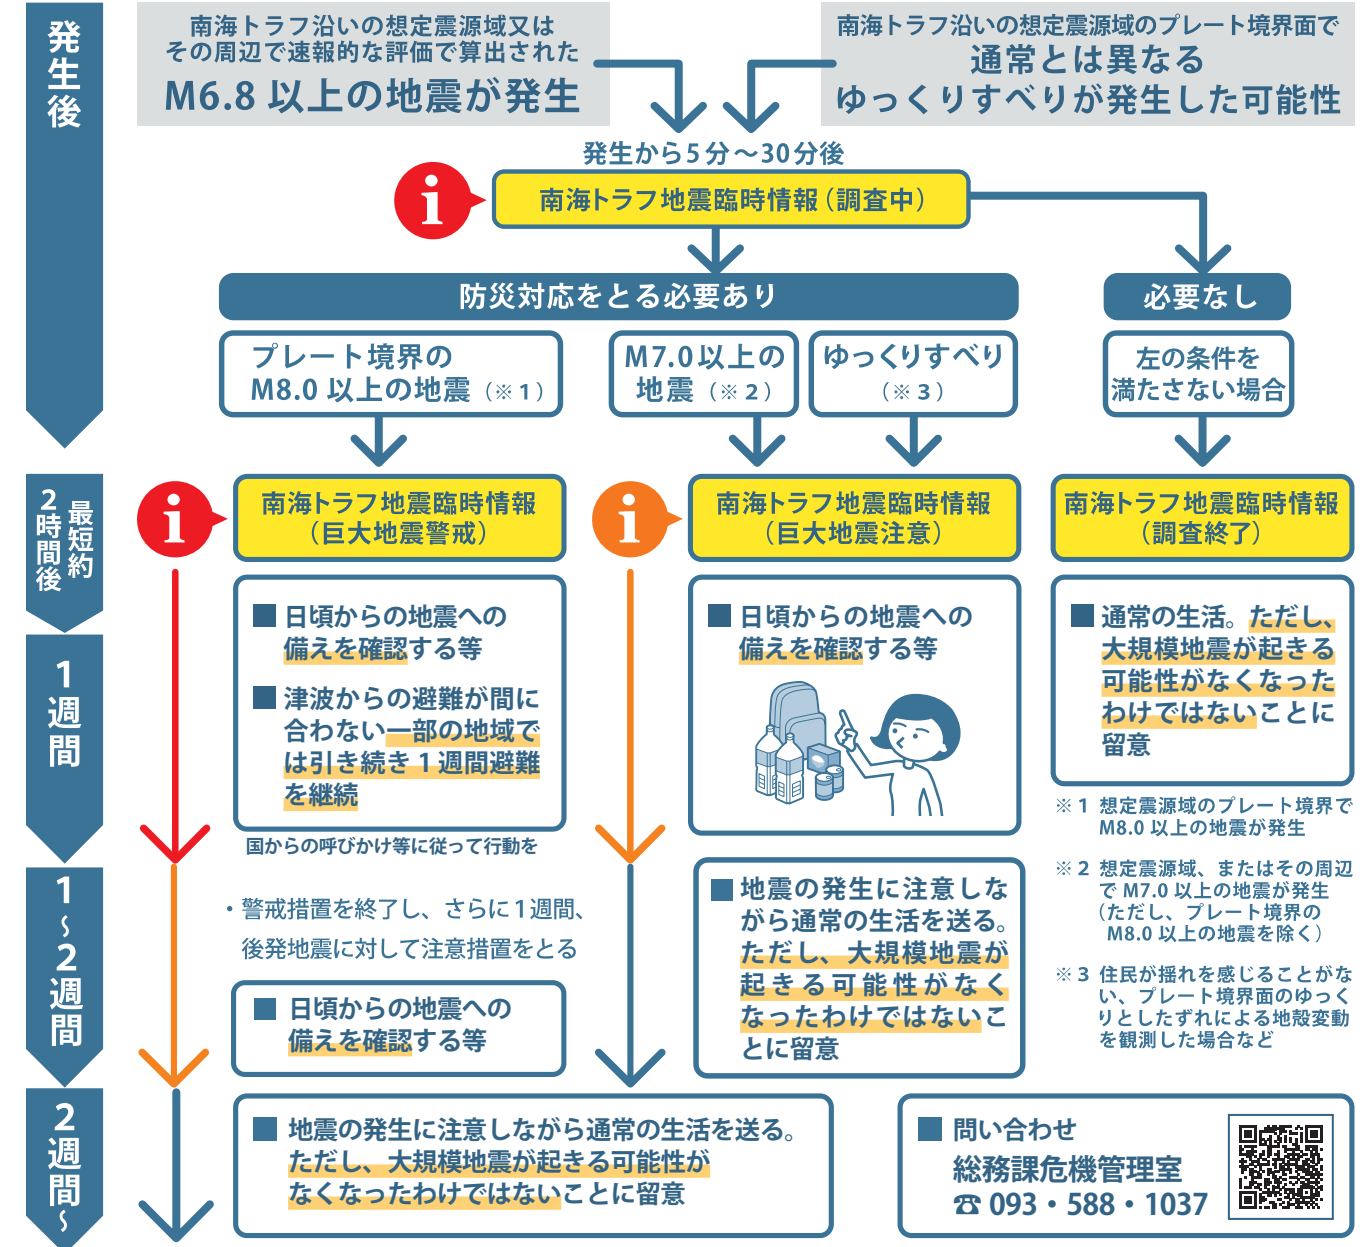 発生後
南海トラフ沿いの想定震源域又は
その周辺で速報的な評価で算出された
M6.8 以上の地震が発生
南海トラフ沿いの想定震源域のプレート境界面で
通常とは異なる
ゆっくりすべりが発生した可能性
発生から5分〜30分後
i
南海トラフ地震臨時情報（調査中）
防災対応をとる必要あり
必要なし
プレート境界の
M8.0 以上の地震（※１）
M7.0以上の
地震（※２）
ゆっくりすべり
（※３）
左の条件を
満たさない場合
最短約
2時間後
i
南海トラフ地震臨時情報
（巨大地震警戒）
i
南海トラフ地震臨時情報
（巨大地震注意）
南海トラフ地震臨時情報
（調査終了）
1週間
■ 日頃からの地震への
備えを確認する等
■ 津波からの避難が間に
合わない一部の地域で
は引き続き1週間避難
を継続
国からの呼びかけ等に従って行動を
■ 日頃からの地震への
備えを確認する等
■ 通常の生活。ただし、
大規模地震が起きる
可能性がなくなった
わけではないことに
留意
※１ 想定震源域のプレート境界で
M8.0 以上の地震が発生
※２ 想定震源域、またはその周辺
で M7.0 以上の地震が発生
（ただし、プレート境界の
M8.0 以上の地震を除く）
※３ 住民が揺れを感じることがな
い、プレート境界面のゆっく
りとしたずれによる地殻変動
を観測した場合など
1〜2週間
・警戒措置を終了し、さらに１週間、
後発地震に対して注意措置をとる
■ 日頃からの地震への
備えを確認する等
■ 地震の発生に注意しな
がら通常の生活を送る。
ただし、大規模地震が
起きる可能性がなく
なったわけではないこ
とに留意
2週間〜
■ 地震の発生に注意しながら通常の生活を送る。
ただし、大規模地震が起きる可能性が
なくなったわけではないことに留意
■ 問い合わせ
総務課危機管理室
☎ 093・588・1037